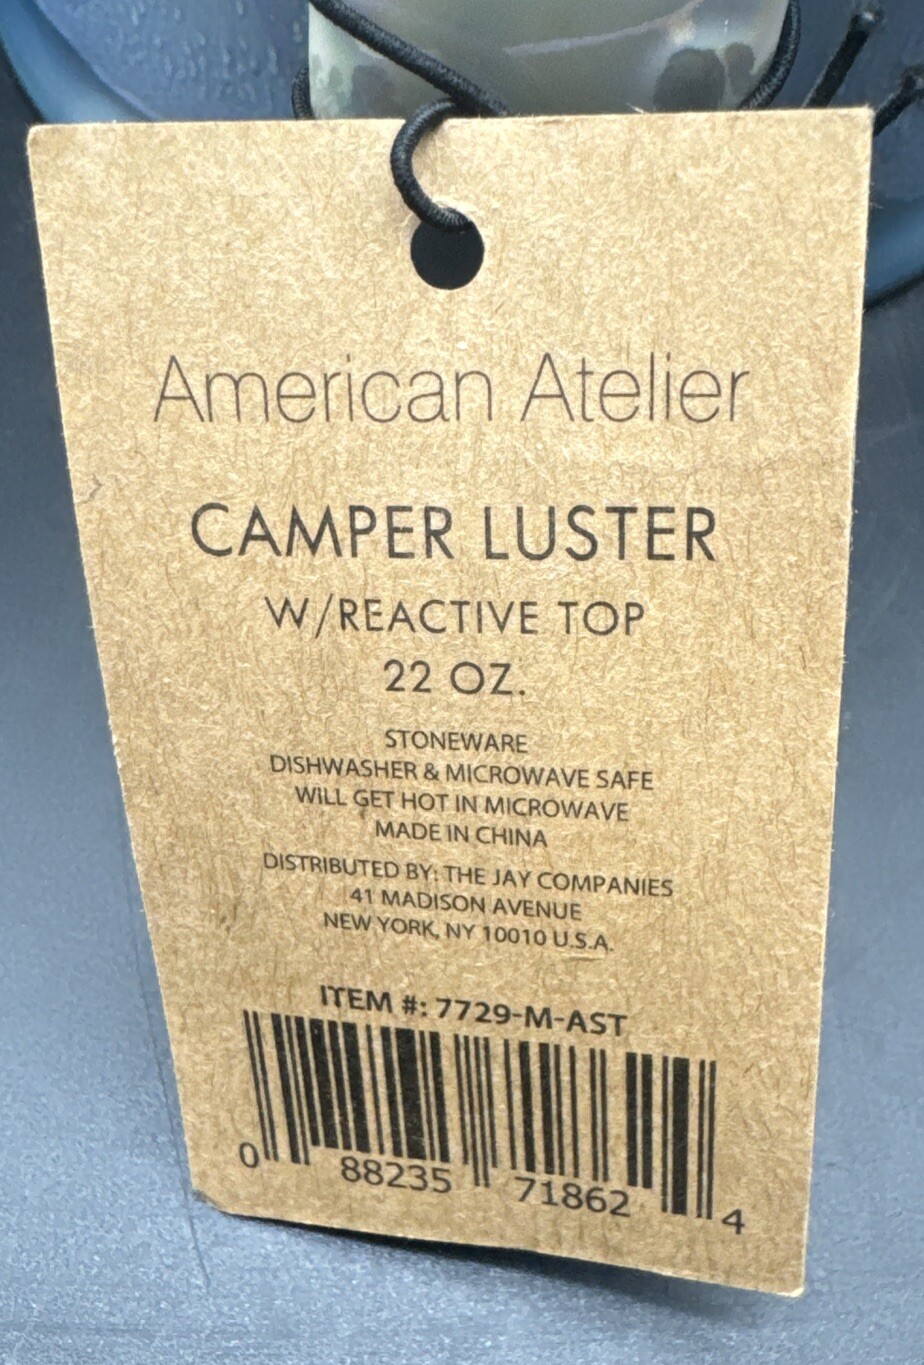 American Atelier
CAMPER LUSTER
W/REACTIVE TOP
22 OZ.
STONEWARE
DISHWASHER & MICROWAVE SAFE
WILL GET HOT IN MICROWAVE
MADE IN CHINA
DISTRIBUTED BY: THE JAY COMPANIES
41 MADISON AVENUE
NEW YORK, NY 10010 U.S.A.
ITEM #: 7729-M-AST
0 88235 71862 4